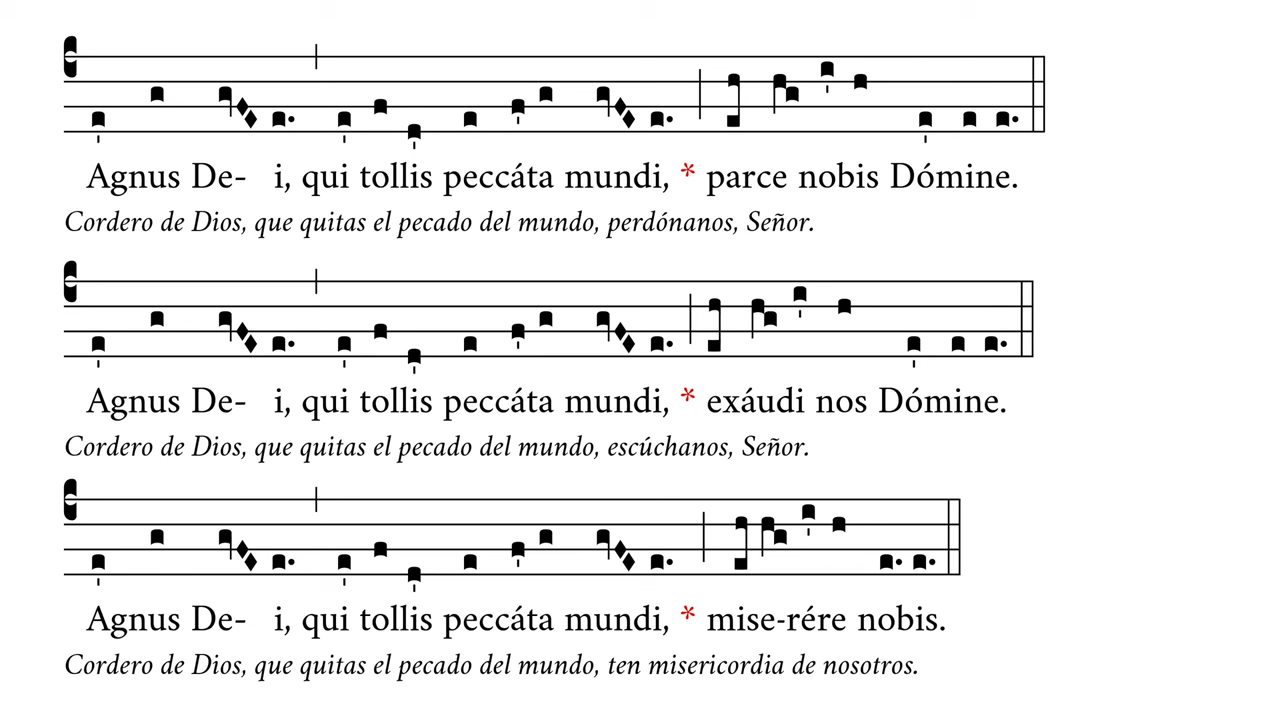 Agnus De- i, qui tollis peccáta mundi, * parce nobis Dómine.
Cordero de Dios, que quitas el pecado del mundo, perdónanos, Señor.
Agnus De- i, qui tollis peccáta mundi, * exáudi nos Dómine.
Cordero de Dios, que quitas el pecado del mundo, escúchanos, Señor.
Agnus De- i, qui tollis peccáta mundi, * mise-rére nobis.
Cordero de Dios, que quitas el pecado del mundo, ten misericordia de nosotros.